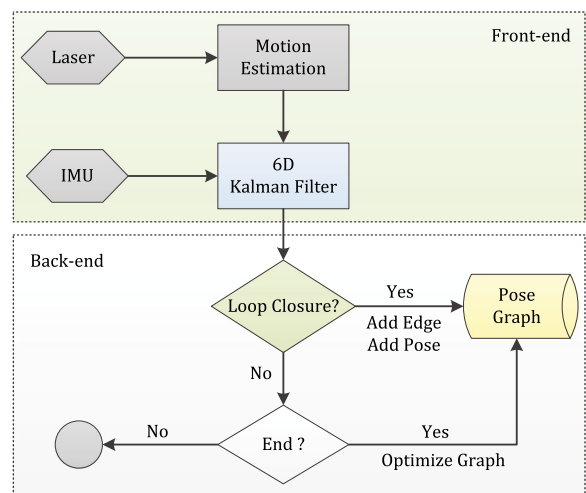 Front-end
Laser
Motion
Estimation
IMU
6D
Kalman Filter
Back-end
Loop Closure?
Yes
Add Edge
Add Pose
Pose
Graph
No
End ?
No
Yes
Optimize Graph